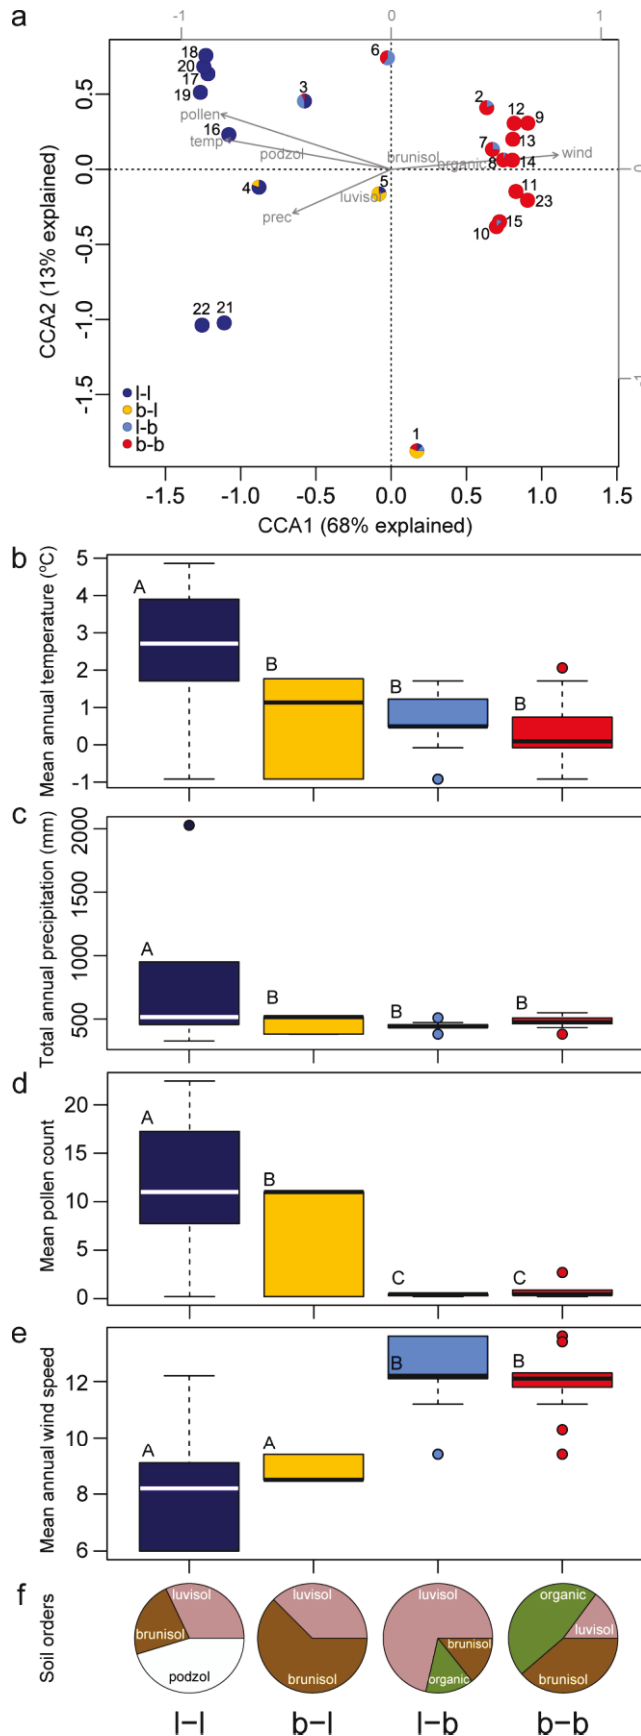 a
-1 0 1
CCA2 (13% explained)
0.5
0.0
-0.5
-1.0
-1.5
18
20
17
19
16
pollen
temp
podzol
3
6
2
12
9
7
13
8
14
brunisol
organic
wind
4
5
luvisol
prec
11
23
10
15
22 21
1
0
l-l
b-l
l-b
b-b
-1.5 -1.0 -0.5 0.0 0.5 1.0 1.5
CCA1 (68% explained)
b
Mean annual temperature (ºC)
5
4
3
2
1
0
-1
A B B B
c
Total annual precipitation (mm)
2000
1500
1000
500
A B B B
d
Mean pollen count
20
15
10
5
0
A B C C
e
Mean annual wind speed
12
10
8
6
A A B B
f
Soil orders
luvisol
brunisol
podzol
luvisol
brunisol
luvisol
brunisol
organic
organic
luvisol
brunisol
l-l b-l l-b b-b